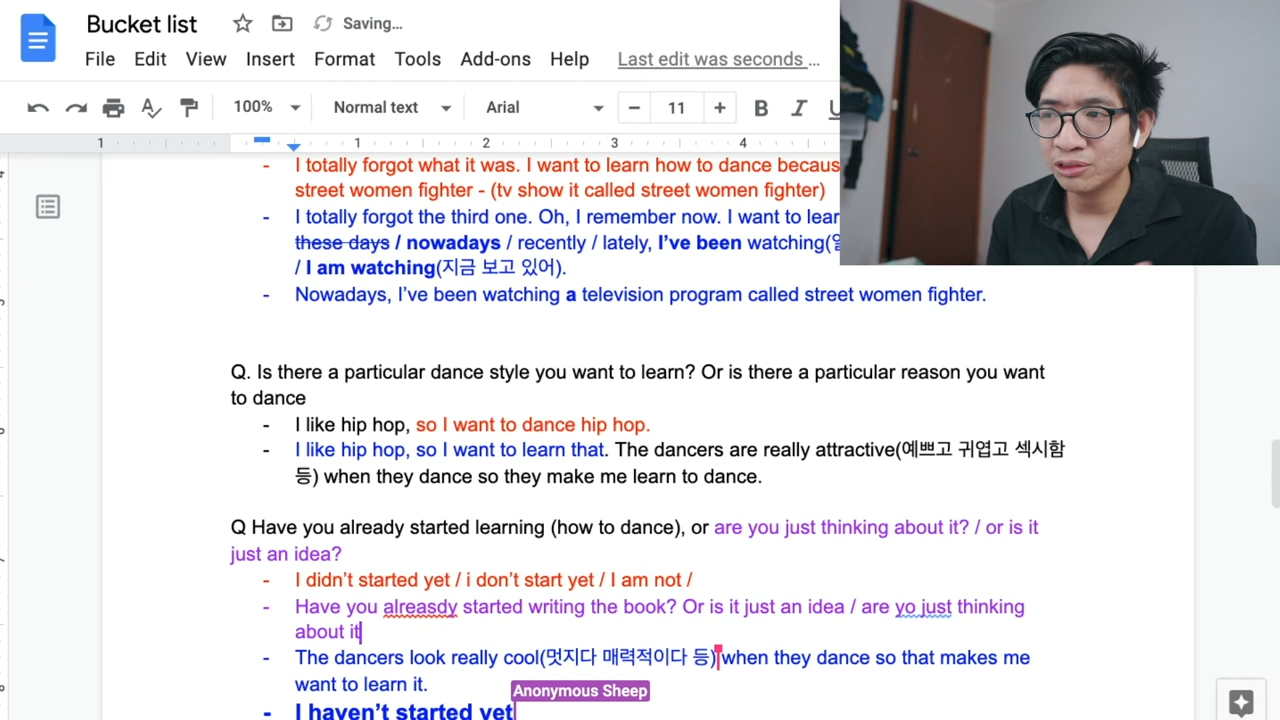 Bucket list
Saving…
File Edit View Insert Format Tools Add-ons Help Last edit was seconds …
100% Normal text Arial − 11 + B I U
1 1 2 3 4
- I totally forgot what it was. I want to learn how to dance becaus
street women fighter - (tv show it called street women fighter)
- I totally forgot the third one. Oh, I remember now. I want to lear
these days / nowadays / recently / lately, I've been watching(
/ I am watching(지금 보고 있어).
- Nowadays, I've been watching a television program called street women fighter.
Q. Is there a particular dance style you want to learn? Or is there a particular reason you want
to dance
- I like hip hop, so I want to dance hip hop.
- I like hip hop, so I want to learn that. The dancers are really attractive(예쁘고 귀엽고 섹시함
등) when they dance so they make me learn to dance.
Q Have you already started learning (how to dance), or are you just thinking about it? / or is it
just an idea?
- I didn't started yet / i don't start yet / I am not /
- Have you alreasdy started writing the book? Or is it just an idea / are yo just thinking
about it
- The dancers look really cool(멋지다 매력적이다 등) when they dance so that makes me
want to learn it.
Anonymous Sheep
- I haven't started yet